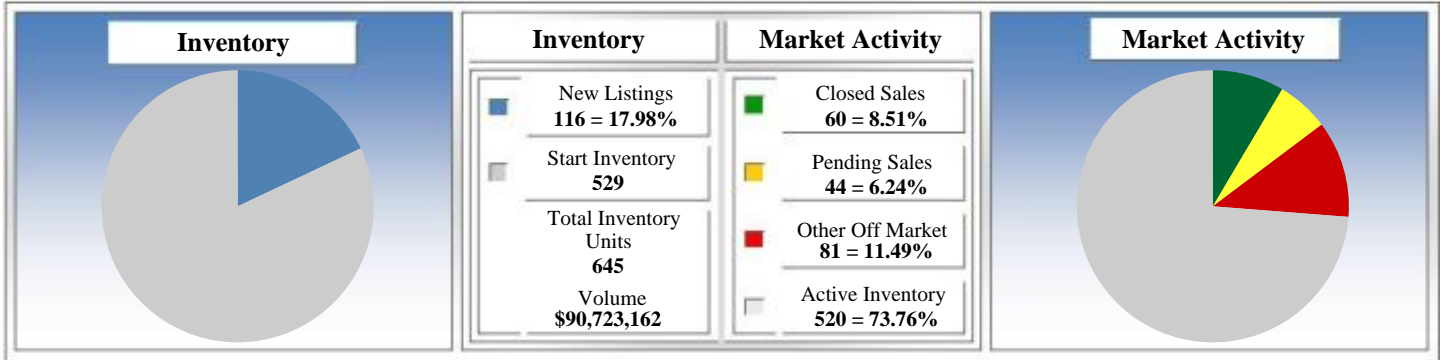 Inventory
Inventory
Market Activity
Market Activity
New Listings
116 = 17.98%
Start Inventory
529
Total Inventory
Units
645
Volume
$90,723,162
Closed Sales
60 = 8.51%
Pending Sales
44 = 6.24%
Other Off Market
81 = 11.49%
Active Inventory
520 = 73.76%